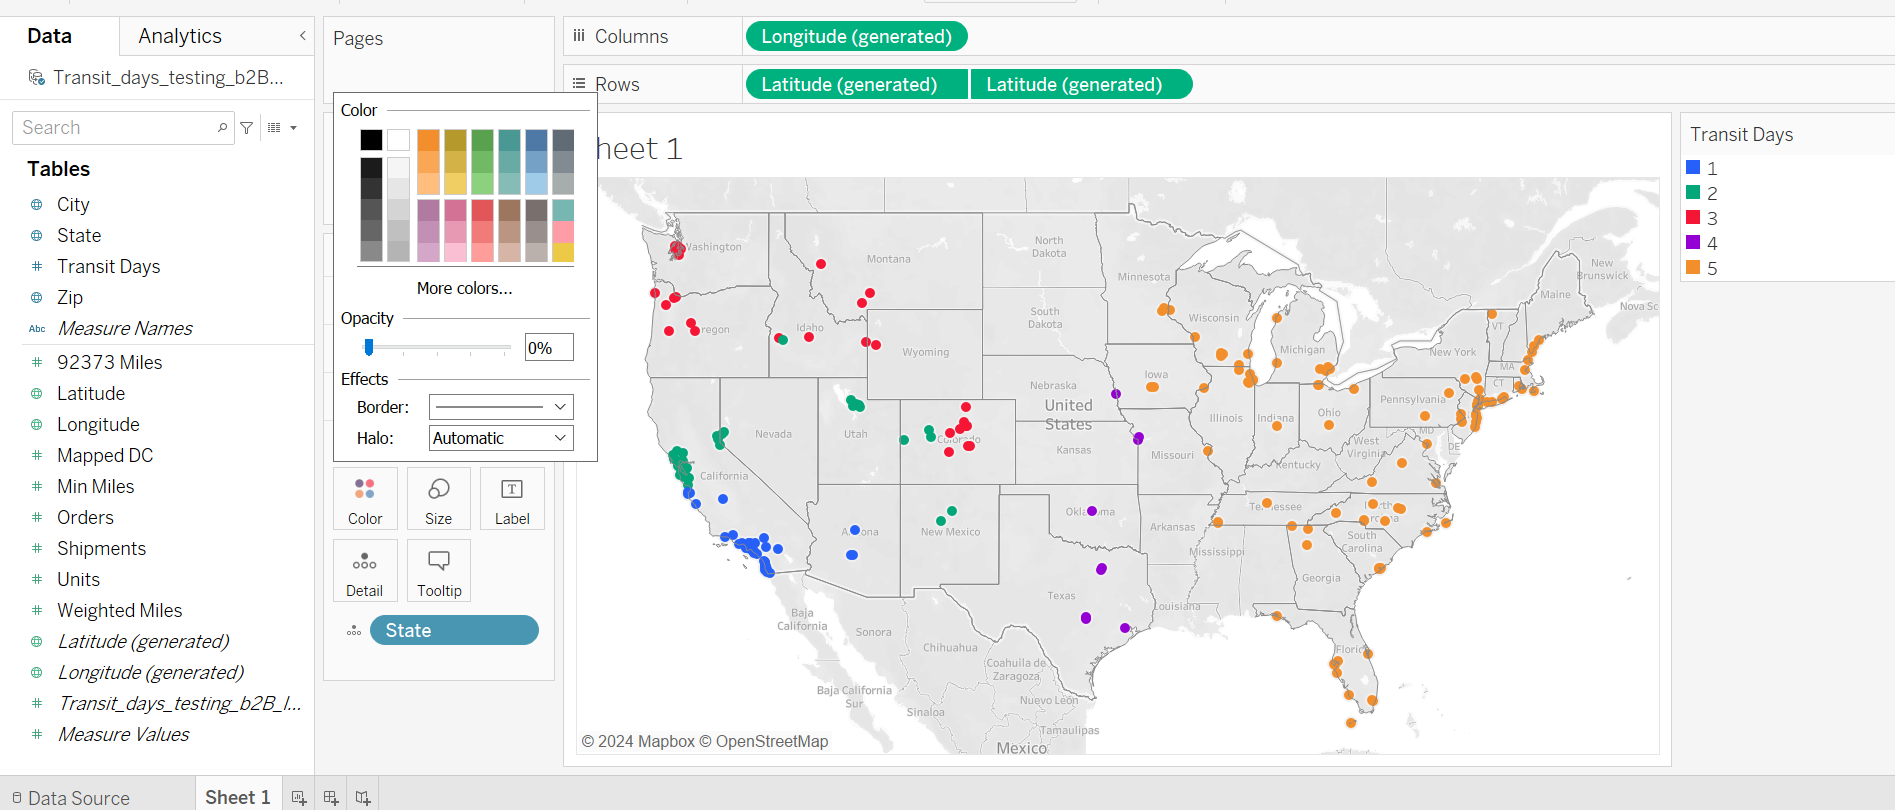 Data
Analytics
Transit_days_testing_b2B...
Search
Tables
City
State
Transit Days
Zip
Abc Measure Names
92373 Miles
Latitude
Longitude
Mapped DC
Min Miles
Orders
Shipments
Units
Weighted Miles
Latitude (generated)
Longitude (generated)
Transit_days_testing_b2B_l...
Measure Values
Pages
Color
More colors...
Opacity
0%
Effects
Border:
Halo: Automatic
Color
Size
T
Label
Detail
Tooltip
State
Columns
Longitude (generated)
Rows
Latitude (generated)
Latitude (generated)
heet 1
Washington
Montana
North
Dakota
Minnesota
regon
Idaho
South
Dakota
Wisconsin
Michigan
New
Brunswick
Maine
Nova Sc
VT
New York
MA
CT
Wyoming
Iowa
Nebraska
United
States
Illinois
Indiana
Ohio
Pennsylvania
MD
DE
Nevada
Utah
Colorado
Kansas
Missouri
West
Virginia
Kentucky
California
A
ona
New Mexico
Oklahoma
Arkansas
Tennessee
rth
rolina
South
Carolina
Mississippi
Georgia
Texas
Louisiana
Florida
Baja
California
Sonora
Chihuahua
Coahuila de
Zaragoza
Baja California
Sur
Sinaloa
Nuevo León
Tamaulipas
Mexico
© 2024 Mapbox © OpenStreetMap
Transit Days
1
2
3
4
5
Data Source
Sheet 1